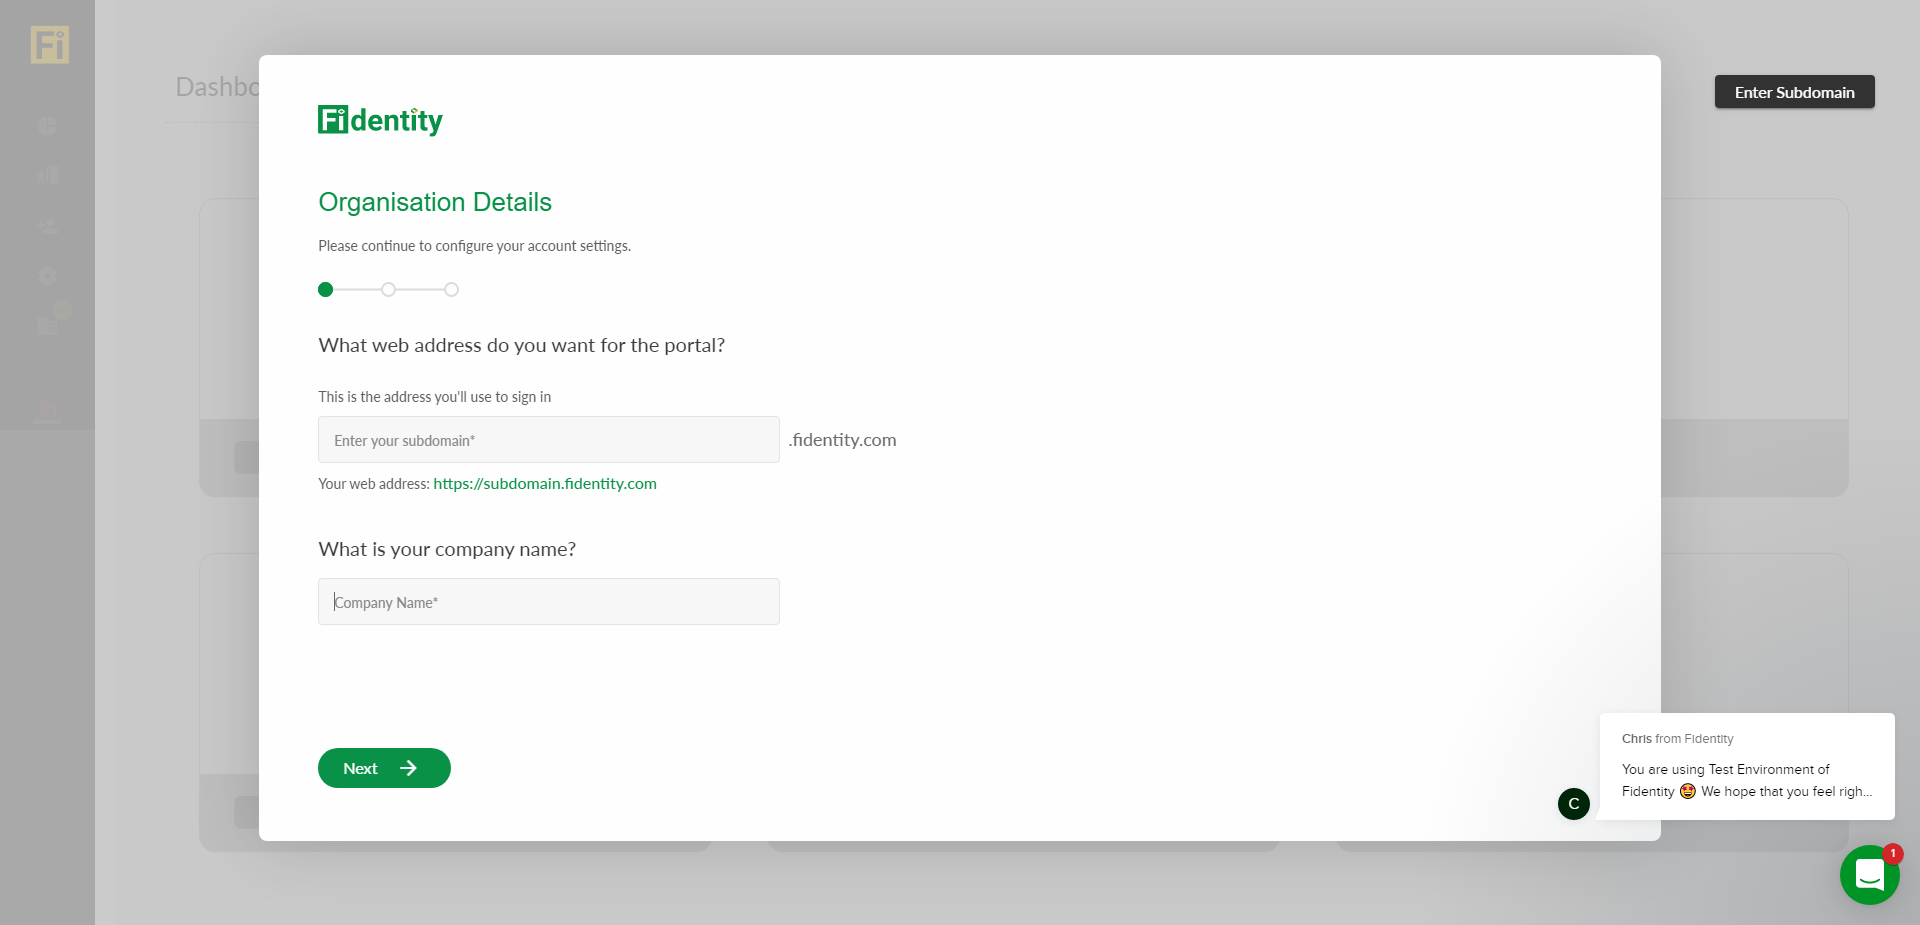 Fi
Dashbo
Enter Subdomain
Fidentity
Organisation Details
Please continue to configure your account settings.
What web address do you want for the portal?
This is the address you'll use to sign in
Enter your subdomain*
.fidentity.com
Your web address: https://subdomain.fidentity.com
What is your company name?
Company Name*
Next
Chris from Fidentity
You are using Test Environment of
Fidentity 🤩 We hope that you feel righ...
C
1